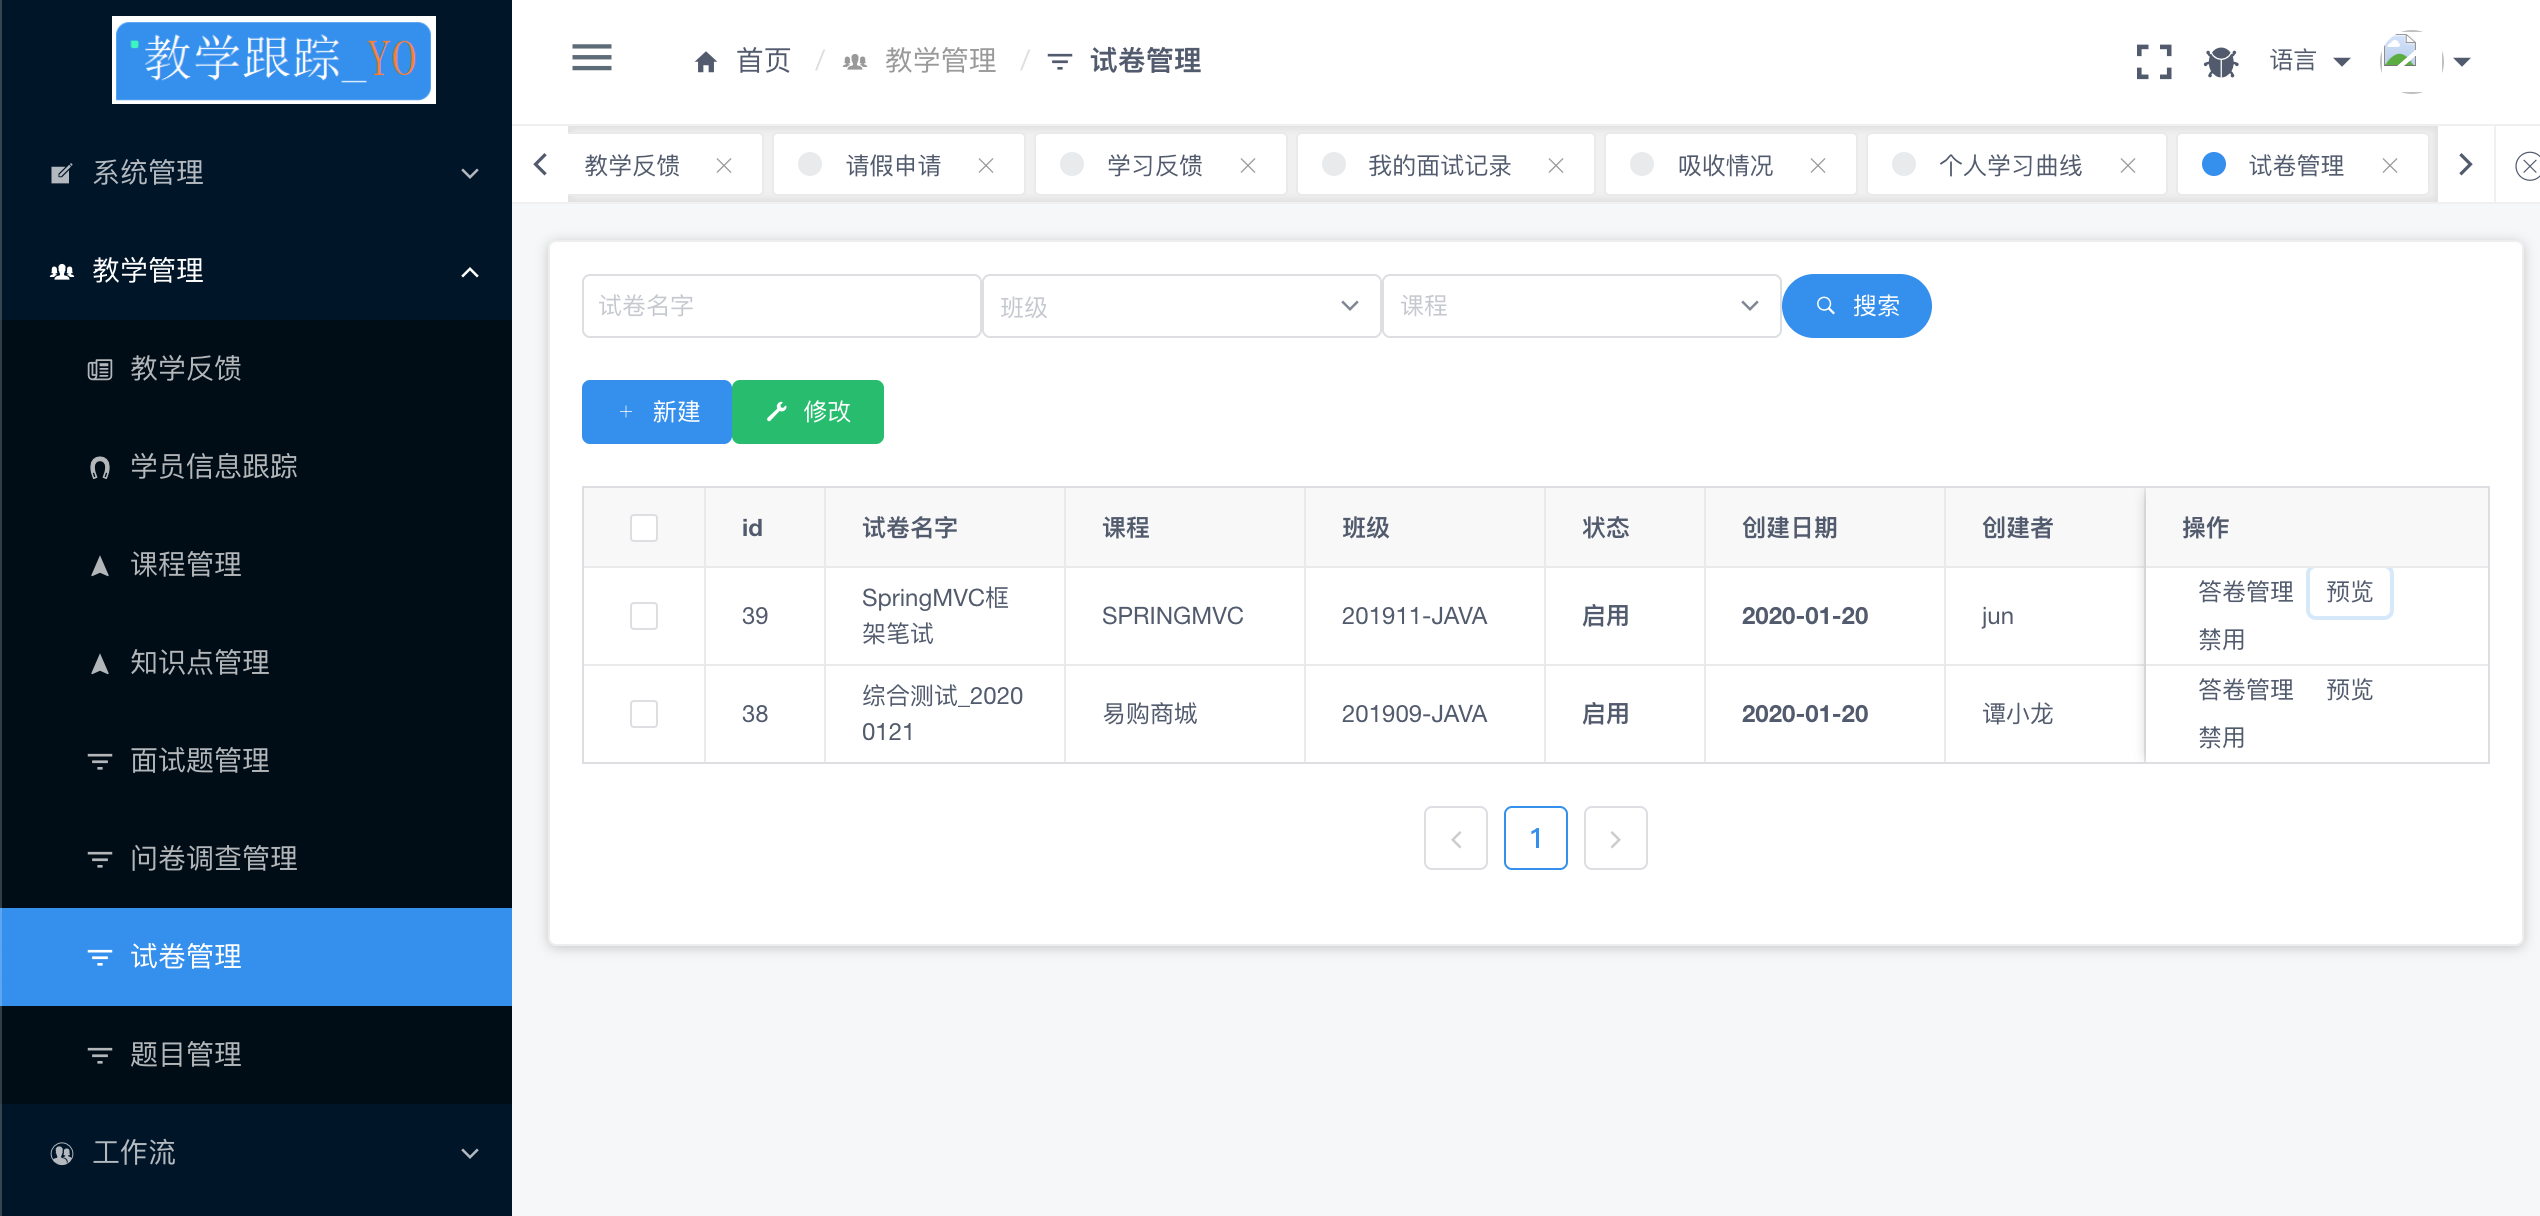 教学跟踪_YO
系统管理
教学管理
教学反馈
学员信息跟踪
课程管理
知识点管理
面试题管理
问卷调查管理
试卷管理
题目管理
工作流
首页 / 教学管理 / 试卷管理
语言
教学反馈 请假申请 学习反馈 我的面试记录 吸收情况 个人学习曲线 试卷管理
试卷名字 班级 课程 搜索
新建 修改
id 试卷名字 课程 班级 状态 创建日期 创建者 操作
39 SpringMVC框架笔试 SPRINGMVC 201911-JAVA 启用 2020-01-20 jun 答卷管理 预览 禁用
38 综合测试_20200121 易购商城 201909-JAVA 启用 2020-01-20 谭小龙 答卷管理 预览 禁用
1